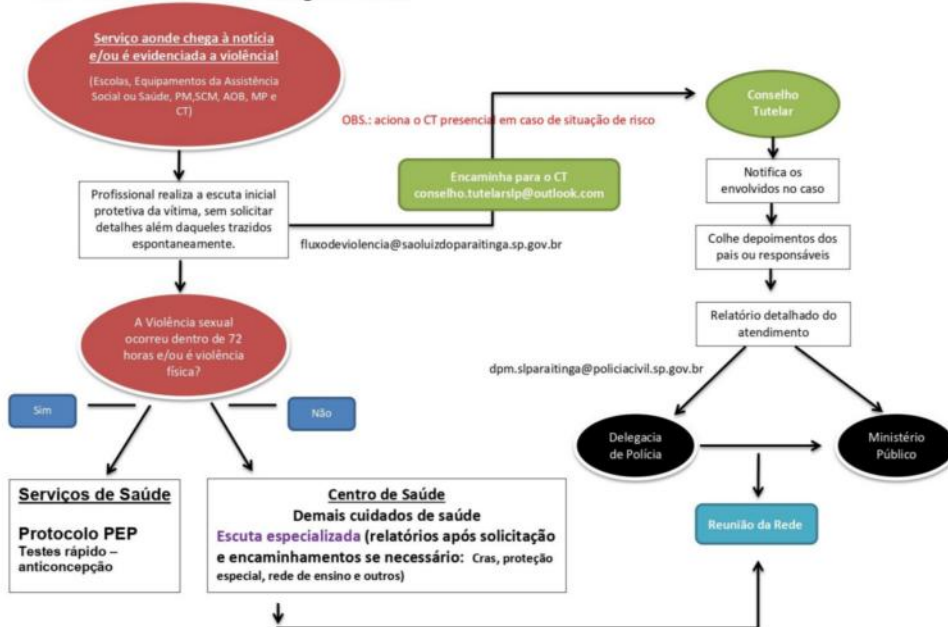 Serviço aonde chega à notícia
e/ou é evidenciada a violência!
(Escolas, Equipamentos da Assistência
Social ou Saúde, PM,SCM, AOB, MP e
CT)
Profissional realiza a escuta inicial
protetiva da vítima, sem solicitar
detalhes além daqueles trazidos
espontaneamente.
OBS.: aciona o CT presencial em caso de situação de risco
Encaminha para o CT
conselho.tutelarslp@outlook.com
fluxodeviolencia@saoluizdoparaitinga.sp.gov.br
Conselho
Tutelar
Notifica os
envolvidos no caso
Colhe depoimentos dos
pais ou responsáveis
Relatório detalhado do
atendimento
dpm.slparaitinga@policiacivil.sp.gov.br
Delegacia
de Polícia
Ministério
Público
Reunião da Rede
A Violência sexual
ocorreu dentro de 72
horas e/ou é violência
física?
Sim
Não
Serviços de Saúde
Protocolo PEP
Testes rápido –
anticoncepção
Centro de Saúde
Demais cuidados de saúde
Escuta especializada (relatórios após solicitação
e encaminhamentos se necessário: Cras, proteção
especial, rede de ensino e outros)